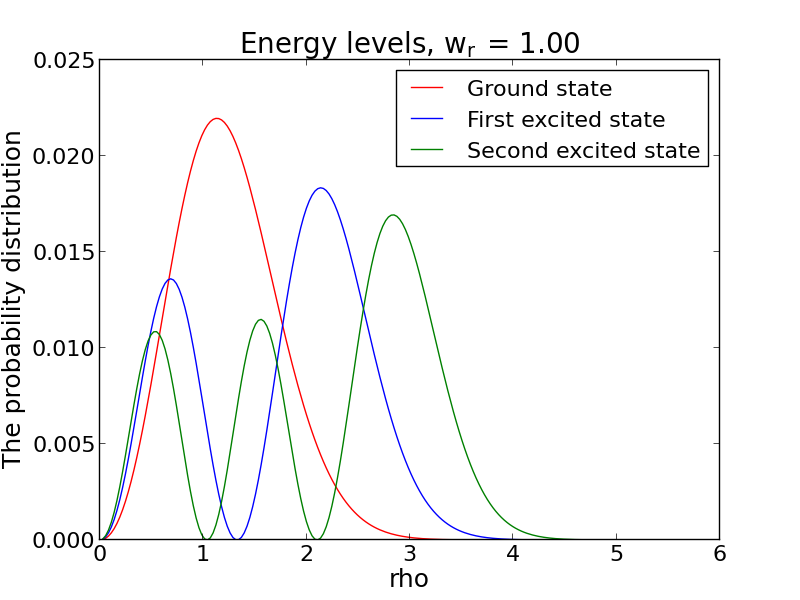 Energy levels, wr = 1.00
0.025
0.020
0.015
0.010
0.005
0.000
The probability distribution
Ground state
First excited state
Second excited state
0 1 2 3 4 5 6
rho